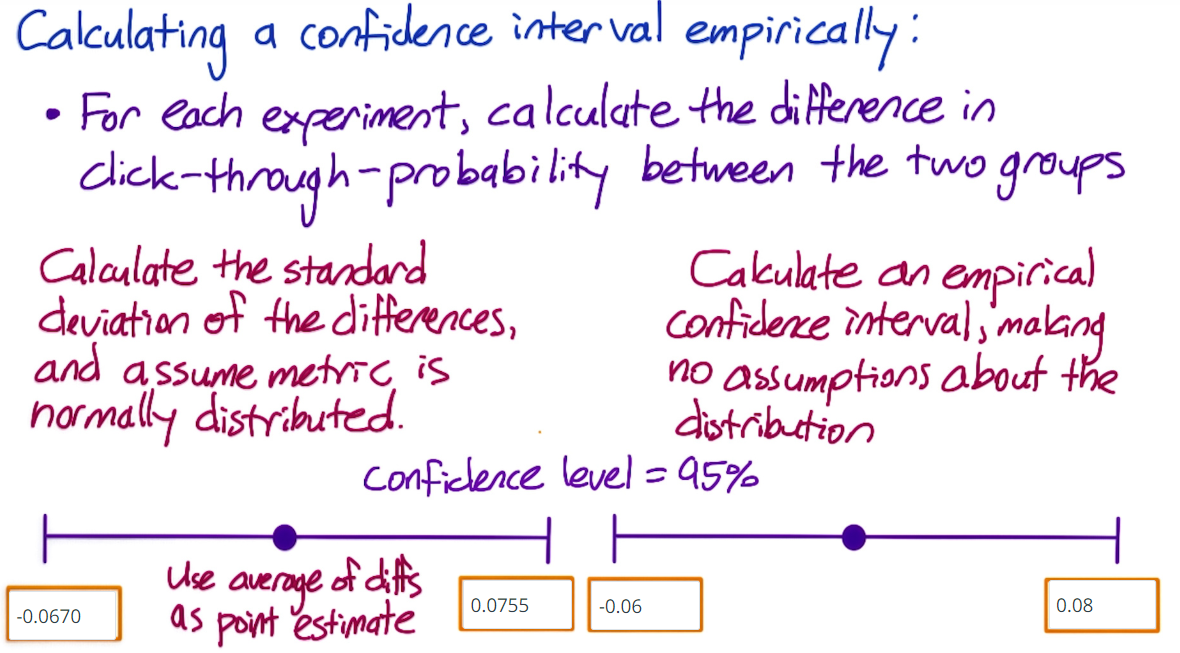 Calculating a confidence interval empirically:
• For each experiment, calculate the difference in
click-through-probability between the two groups
Calculate the standard
deviation of the differences,
and assume metric is
normally distributed.
Calculate an empirical
confidence interval, making
no assumptions about the
distribution
confidence level = 95%
Use average of diffs
as point estimate
-0.0670
0.0755
-0.06
0.08